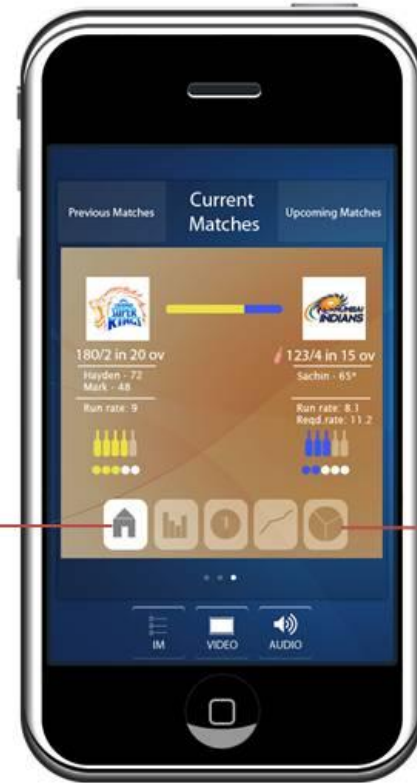 Previous Matches
Current
Matches
Upcoming Matches
SUPER
KINGS
MUMBAI
INDIANS
180/2 in 20 ov
123/4 in 15 ov
Hayden - 72
Mark - 48
Sachin - 65*
Run rate: 9
Run rate: 8.1
Reqd.rate: 11.2
IM
VIDEO
AUDIO